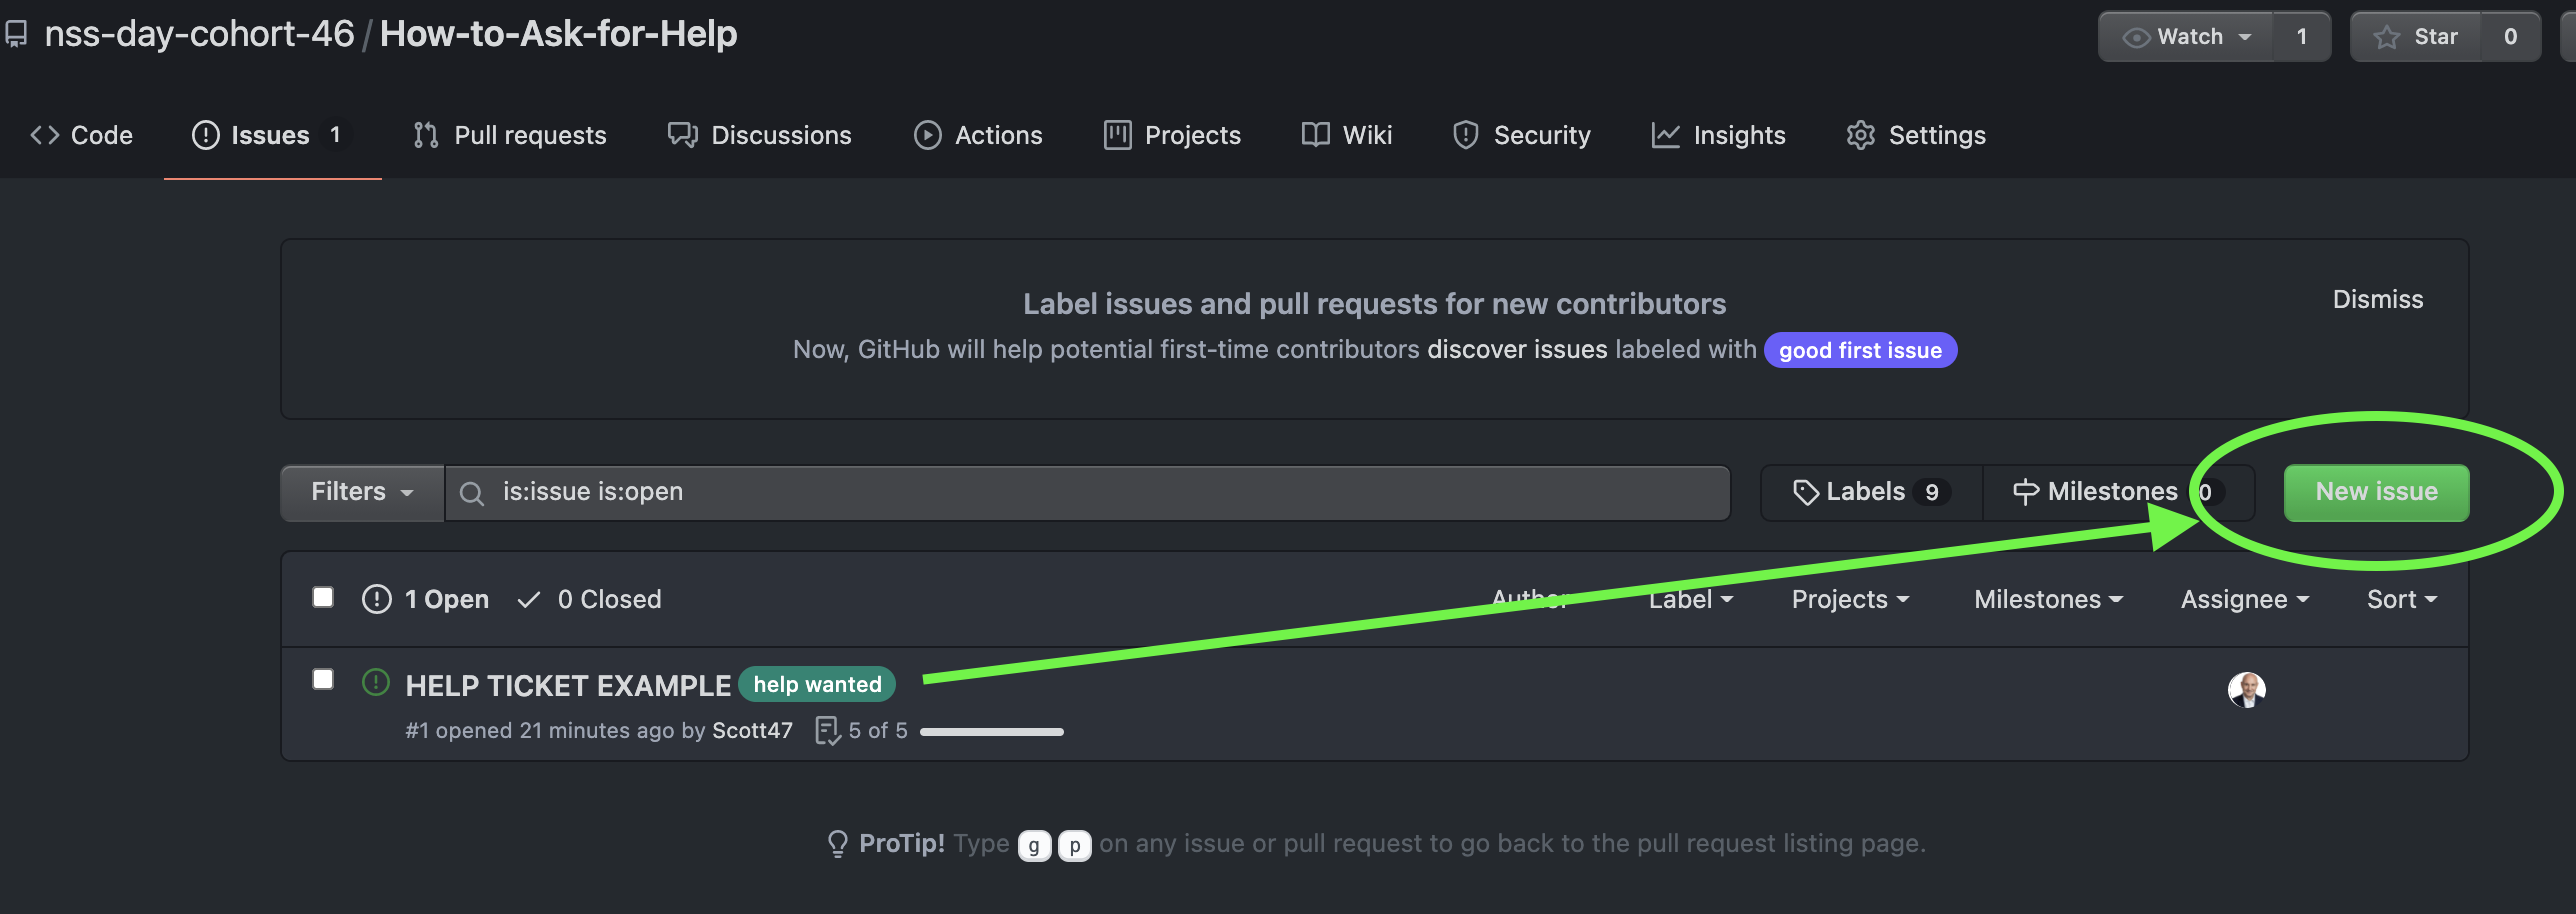 nss-day-cohort-46 / How-to-Ask-for-Help
Watch 1 Star 0
Code Issues 1 Pull requests Discussions Actions Projects Wiki Security Insights Settings
Label issues and pull requests for new contributors
Dismiss
Now, GitHub will help potential first-time contributors discover issues labeled with good first issue
Filters is:issue is:open Labels 9 Milestones 0 New issue
1 Open 0 Closed Author Label Projects Milestones Assignee Sort
HELP TICKET EXAMPLE help wanted
#1 opened 21 minutes ago by Scott47 5 of 5
ProTip! Type g p on any issue or pull request to go back to the pull request listing page.